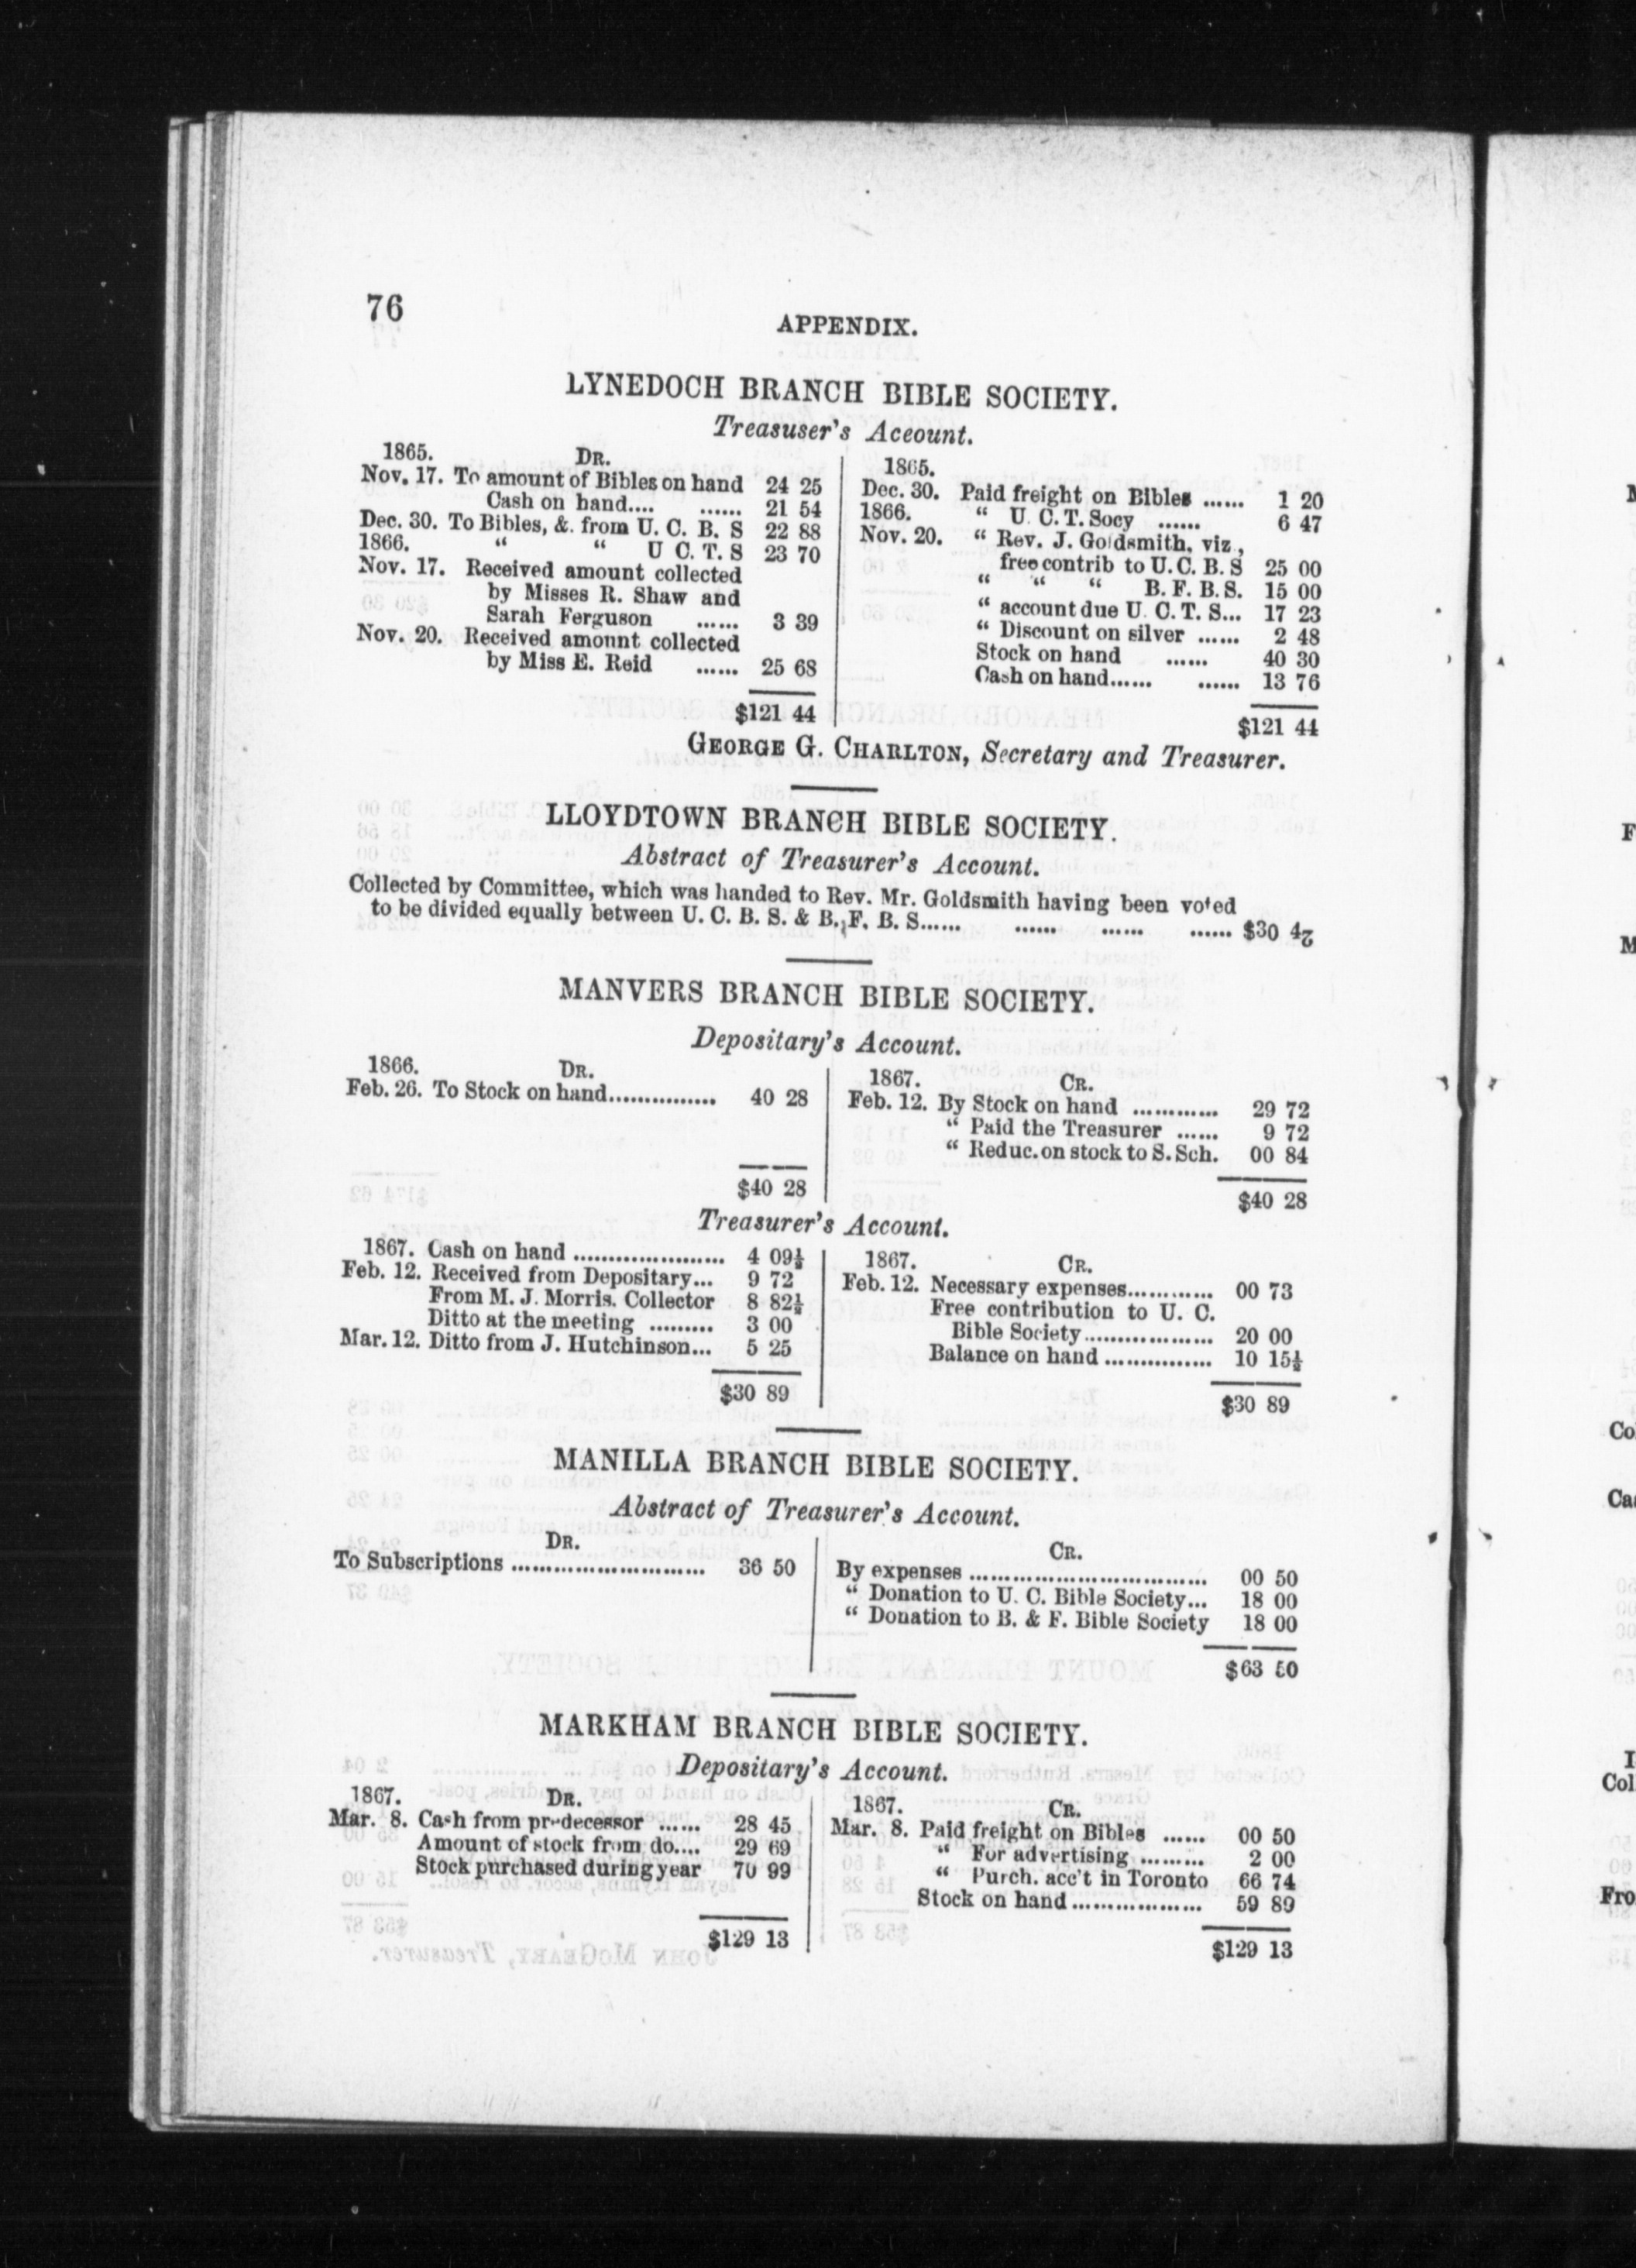 76
APPENDIX.
LYNEDOCH BRANCH BIBLE SOCIETY.
Treasuser's Aceount.
1865. DR.
Nov. 17. To amount of Bibles on hand 24 25
Cash on hand.... ...... 21 54
Dec. 30. To Bibles, &. from U. C. B. S 22 88
1866. “ “ U C. T. S 23 70
Nov. 17. Received amount collected
by Misses R. Shaw and
Sarah Ferguson ...... 3 39
Nov. 20. Received amount collected
by Miss E. Reid ...... 25 68
$121 44
1865.
Dec. 30. Paid freight on Bibles ...... 1 20
1866. “ U. C. T. Socy ...... 6 47
Nov. 20. “ Rev. J. Goldsmith, viz,
free contrib to U. C. B. S 25 00
“ “ “ B. F. B. S. 15 00
“ account due U. C. T. S... 17 23
“ Discount on silver ...... 2 48
Stock on hand ...... 40 30
Cash on hand...... ...... 13 76
$121 44
GEORGE G. CHARLTON, Secretary and Treasurer.
LLOYDTOWN BRANCH BIBLE SOCIETY.
Abstract of Treasurer's Account.
Collected by Committee, which was handed to Rev. Mr. Goldsmith having been voted
to be divided equally between U. C. B. S. & B. F. B. S...... ...... ...... ...... $30 4
MANVERS BRANCH BIBLE SOCIETY.
Depositary's Account.
1866. DR.
Feb. 26. To Stock on hand............... 40 28
$40 28
1867. CR.
Feb. 12. By Stock on hand ............ 29 72
“ Paid the Treasurer ...... 9 72
“ Reduc. on stock to S. Sch. 00 84
$40 28
Treasurer's Account.
1867. Cash on hand ..................... 4 09½
Feb. 12. Received from Depositary... 9 72
From M. J. Morris. Collector 8 82½
Ditto at the meeting ......... 3 00
Mar. 12. Ditto from J. Hutchinson... 5 25
$30 89
1867. CR.
Feb. 12. Necessary expenses............ 00 73
Free contribution to U. C.
Bible Society.................. 20 00
Balance on hand ............... 10 15½
$30 89
MANILLA BRANCH BIBLE SOCIETY.
Abstract of Treasurer's Account.
DR.
To Subscriptions ........................... 36 50
CR.
By expenses ................................. 00 50
“ Donation to U. C. Bible Society... 18 00
“ Donation to B. & F. Bible Society 18 00
$63 50
MARKHAM BRANCH BIBLE SOCIETY.
Depositary's Account.
1867. DR.
Mar. 8. Cash from predecessor ...... 28 45
Amount of stock from do.... 29 69
Stock purchased during year 70 99
$129 13
1867. CR.
Mar. 8. Paid freight on Bibles ...... 00 50
“ For advertising ......... 2 00
“ Purch. acc't in Toronto 66 74
Stock on hand .................. 59 89
$129 13
F
M
Co
Ca
I
Col
Fro